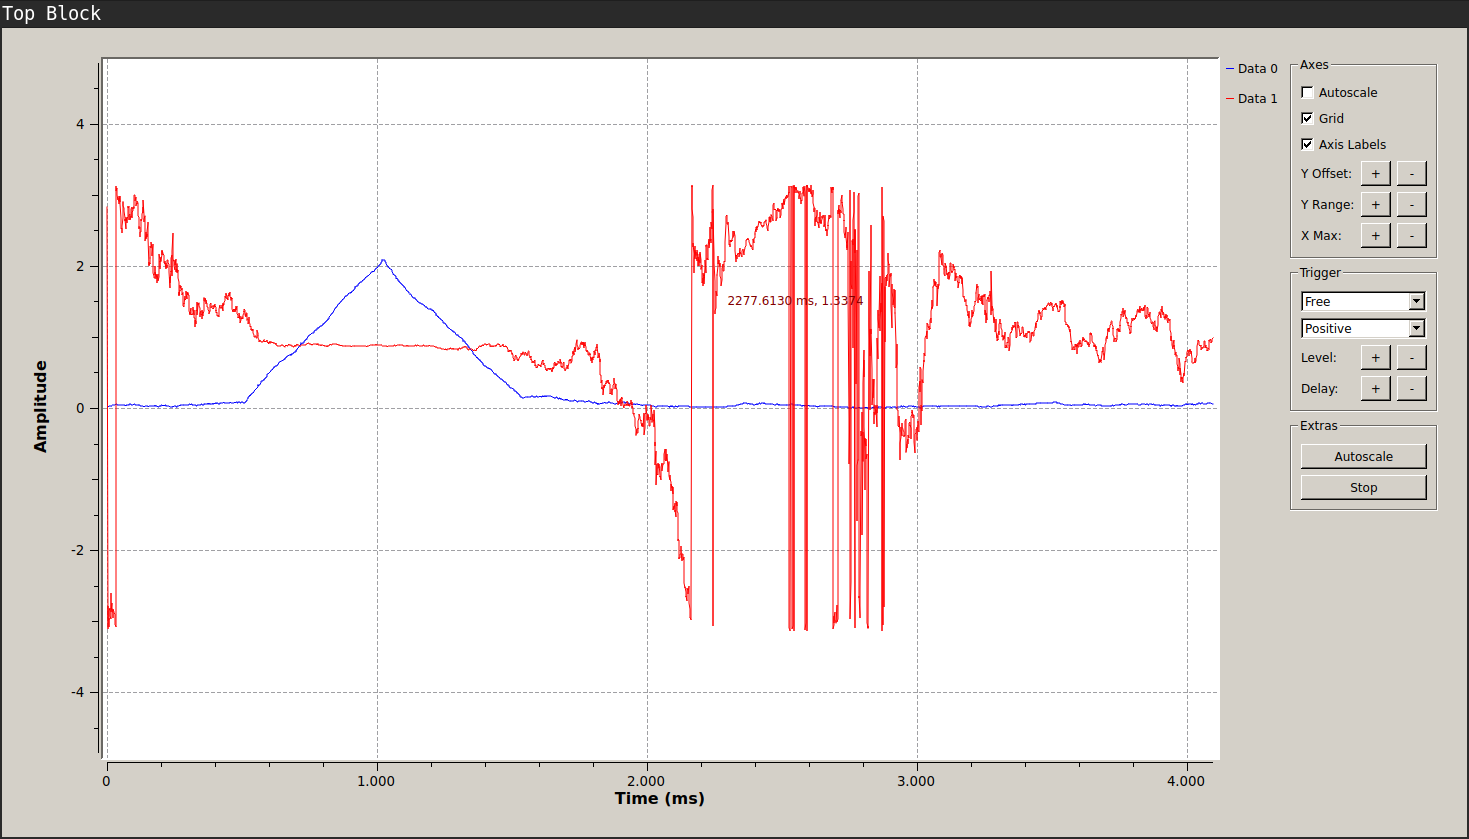 Top Block
Data 0
Data 1
Axes
Autoscale
Grid
Axis Labels
Y Offset: + -
Y Range: + -
X Max: + -
Trigger
Free
Positive
Level: + -
Delay: + -
Extras
Autoscale
Stop
4
2
0
-2
-4
Amplitude
2277.6130 ms, 1.3374
0 1.000 2.000 3.000 4.000
Time (ms)